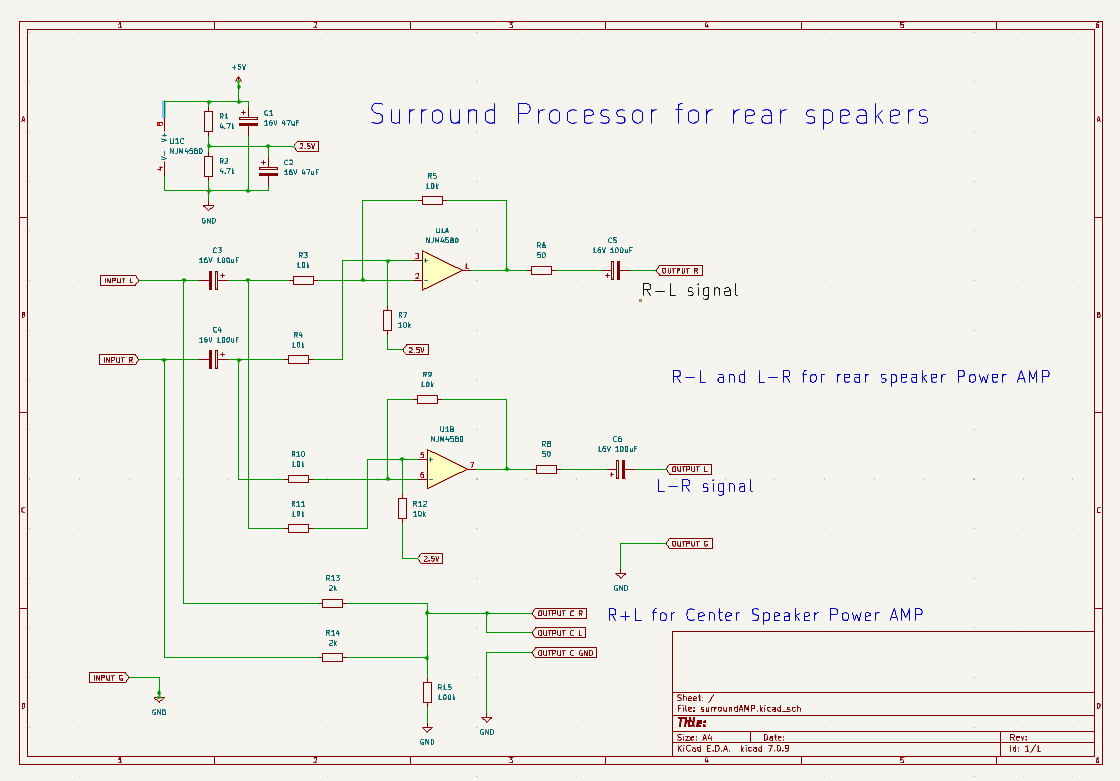 1 2 3 4 5 6
+5V
Surround Processor for rear speakers
A A
R1
4.7k
C1
16V 47uF
8
V+
U1C
NJM4580
V-
4
2.5V
R2
4.7k
C2
16V 47uF
GND
R5
10k
U1A
NJM4580
C3
16V 100uF
R3
10k
3
+
2
-
1
R6
50
C5
16V 100uF
INPUT L
OUTPUT R
R-L signal
B B
R7
10k
C4
16V 100uF
R4
10k
2.5V
INPUT R
R-L and L-R for rear speaker Power AMP
R9
10k
U1B
NJM4580
R10
10k
5
+
6
-
7
R8
50
C6
16V 100uF
OUTPUT L
L-R signal
R11
10k
R12
10k
C C
OUTPUT G
2.5V
GND
R13
2k
OUTPUT C R
R+L for Center Speaker Power AMP
OUTPUT C L
R14
2k
OUTPUT C GND
INPUT G
R15
100k
GND
GND
GND
D D
Sheet: /
File: surroundAMP.kicad_sch
Title:
Size: A4 Date: Rev:
KiCad E.D.A. kicad 7.0.9 Id: 1/1
1 2 3 4 5 6